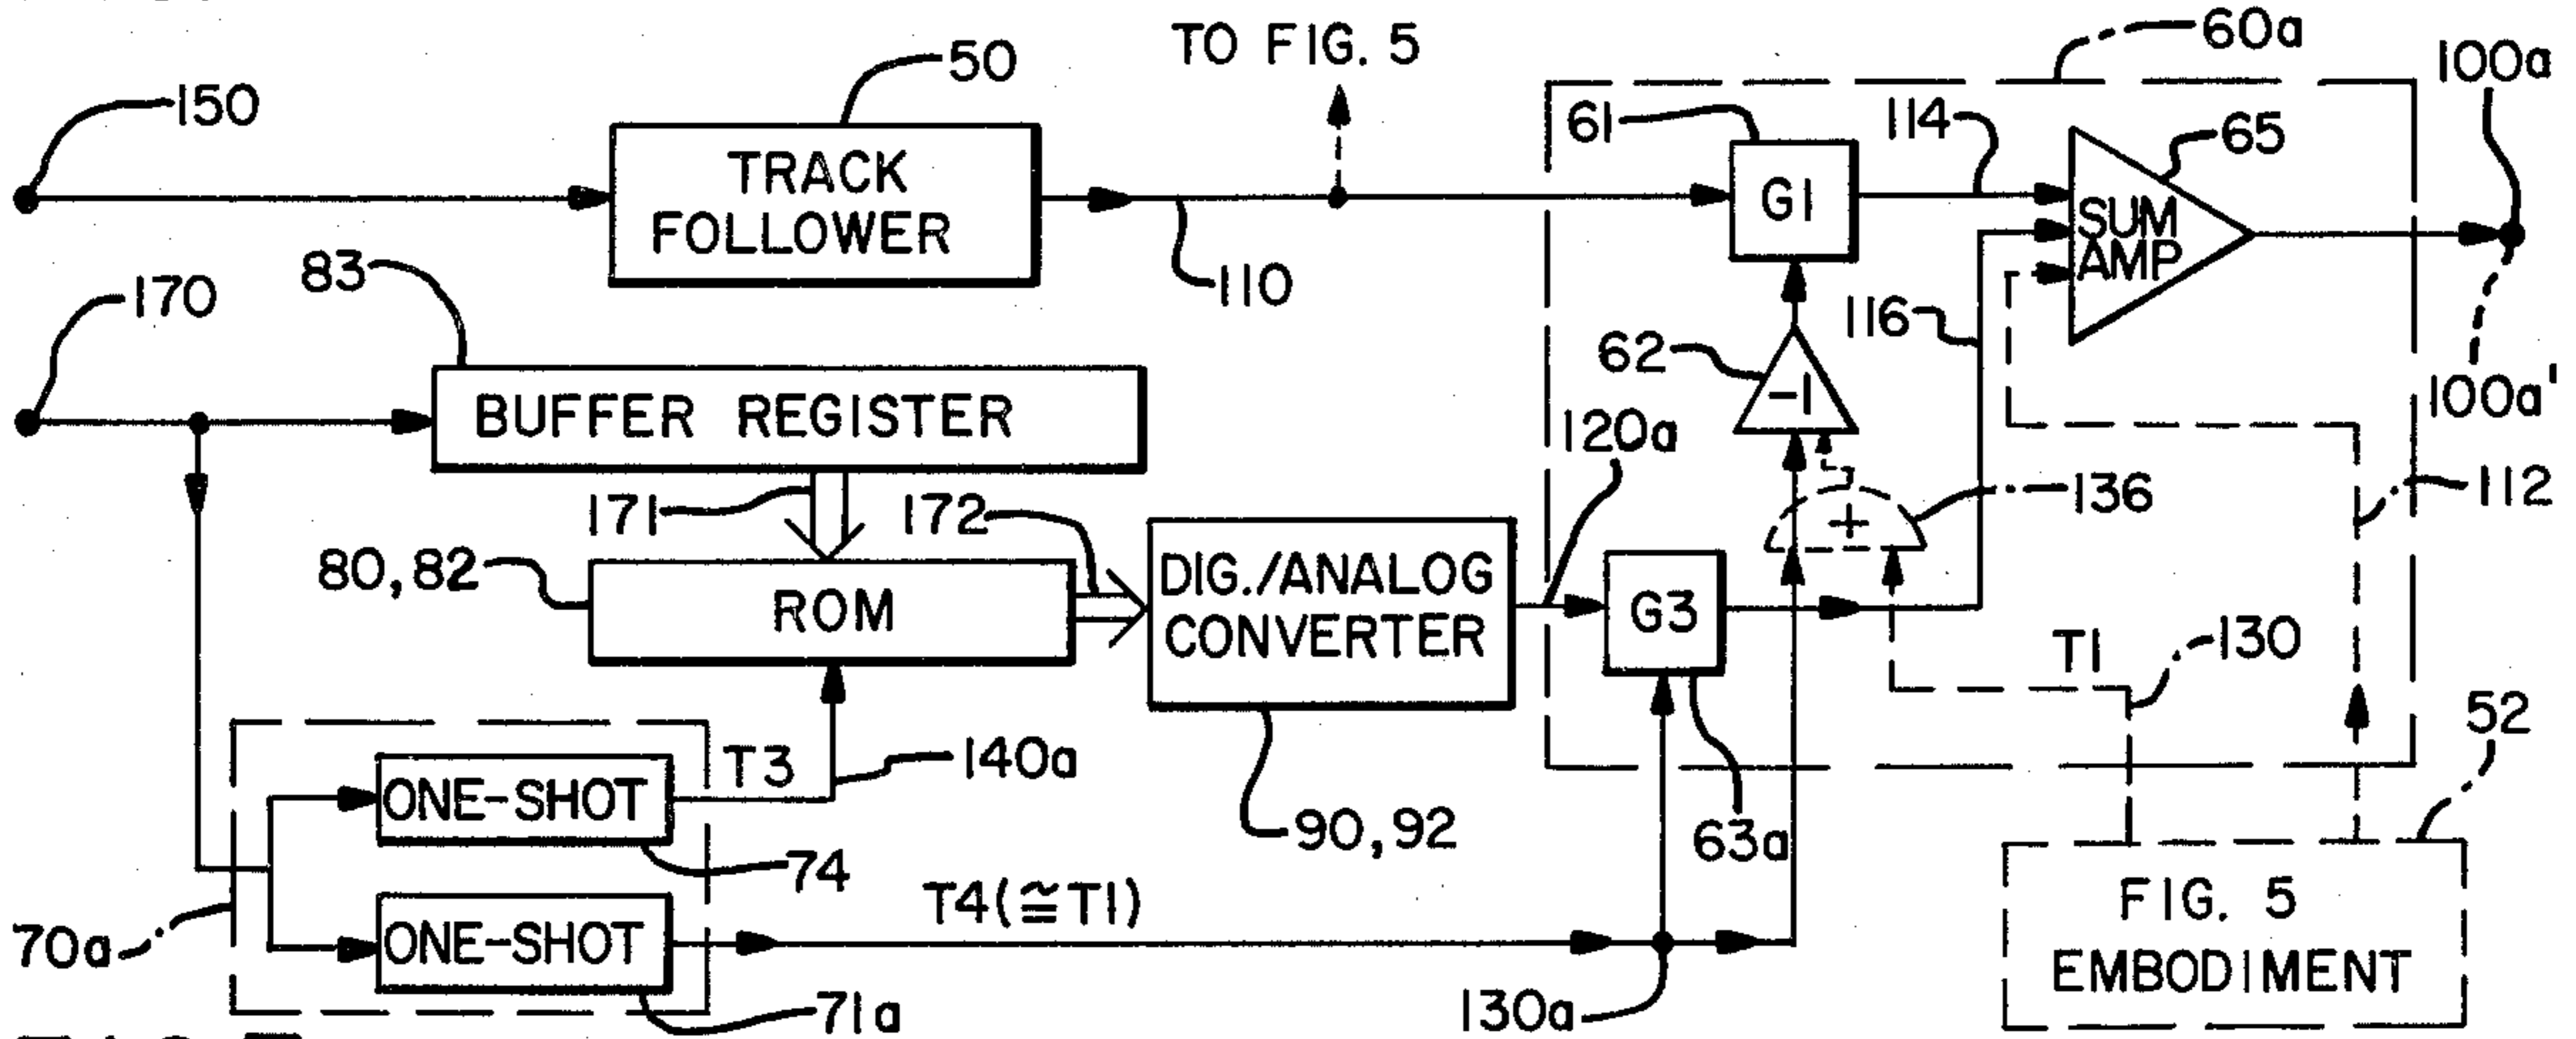 TO FIG. 5
60a
100a
150
50
61
114
65
TRACK
FOLLOWER
G1
SUM
AMP
83
110
170
116
62
-1
100a'
BUFFER REGISTER
120a
171
172
136
112
+
80, 82
ROM
DIG./ANALOG
CONVERTER
G3
T1
130
52
T3
140a
ONE-SHOT
90, 92
63a
74
70a
ONE-SHOT
T4(≅T1)
FIG. 5
EMBODIMENT
71a
130a